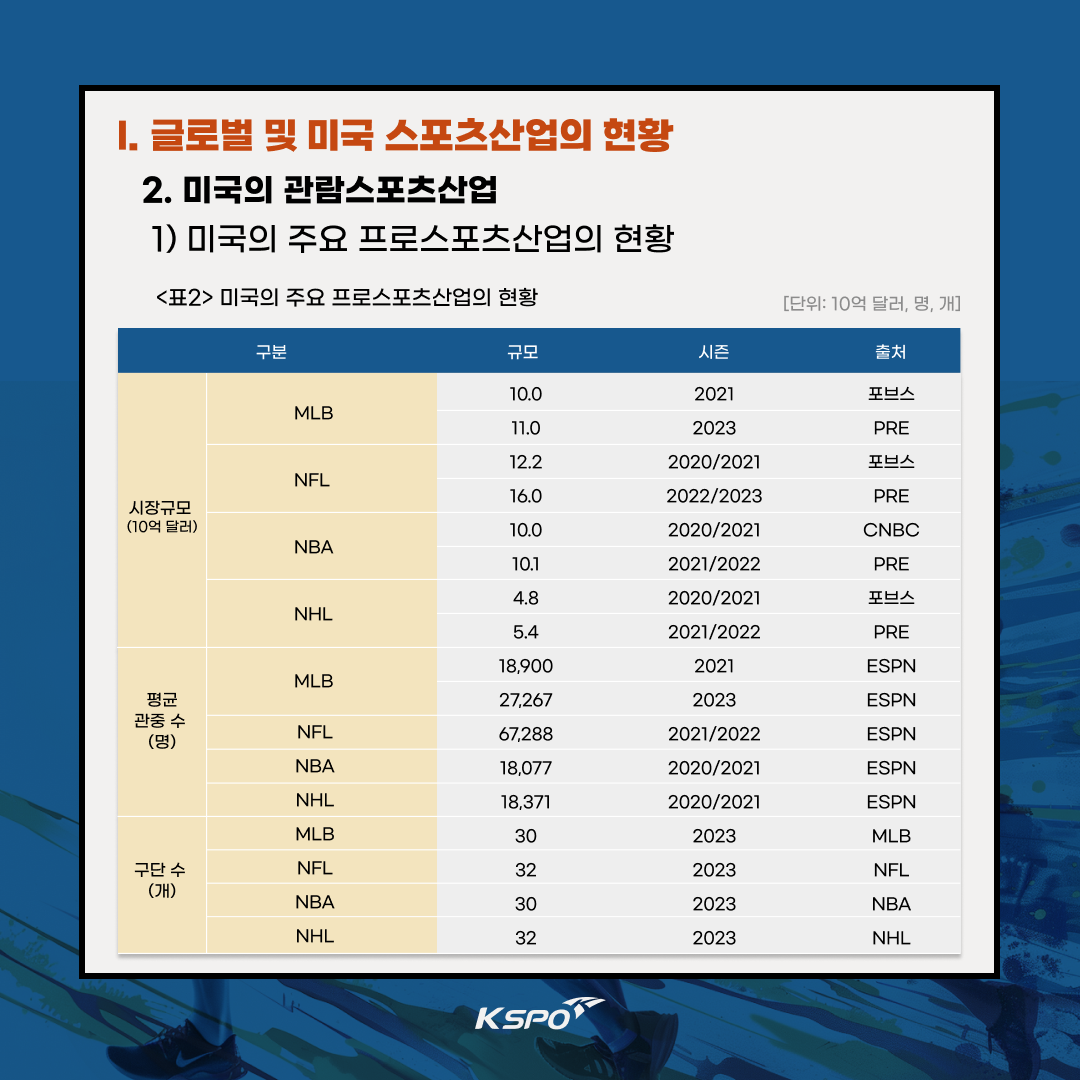 I. 글로벌 및 미국 스포츠산업의 현황
2. 미국의 관람스포츠산업
1) 미국의 주요 프로스포츠산업의 현황
<표2> 미국의 주요 프로스포츠산업의 현황
[단위: 10억 달러, 명, 개]
구분 규모 시즌 출처
시장규모
(10억 달러)
MLB
10.0 2021 포브스
11.0 2023 PRE
NFL
12.2 2020/2021 포브스
16.0 2022/2023 PRE
NBA
10.0 2020/2021 CNBC
10.1 2021/2022 PRE
NHL
4.8 2020/2021 포브스
5.4 2021/2022 PRE
평균
관중 수
(명)
MLB
18,900 2021 ESPN
27,267 2023 ESPN
NFL 67,288 2021/2022 ESPN
NBA 18,077 2020/2021 ESPN
NHL 18,371 2020/2021 ESPN
구단 수
(개)
MLB 30 2023 MLB
NFL 32 2023 NFL
NBA 30 2023 NBA
NHL 32 2023 NHL
KSPO